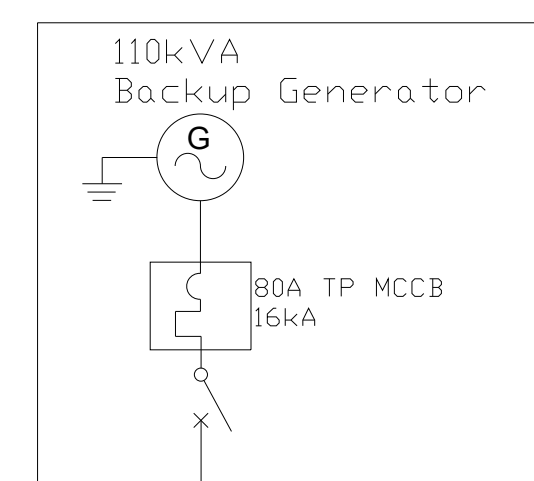 110kVA
Backup Generator
G
80A TP MCCB
16kA